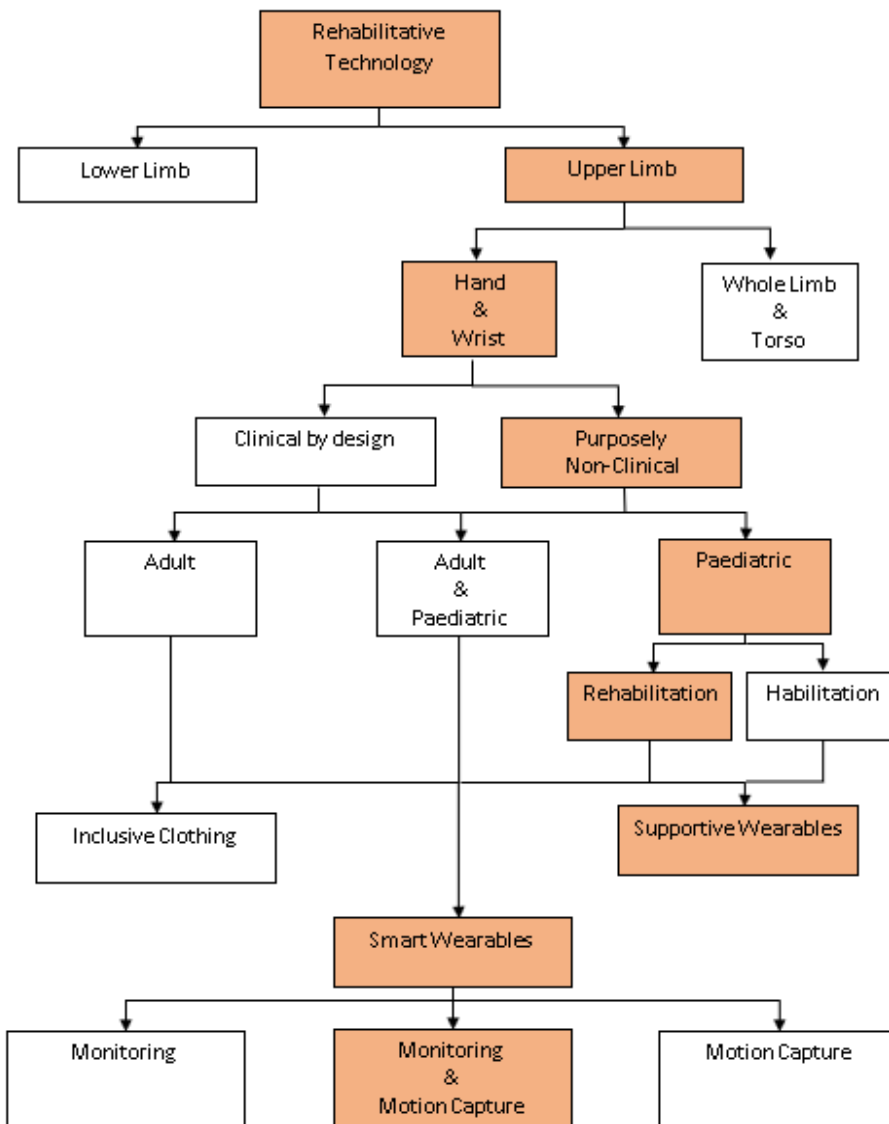 Rehabilitative
Technology
Lower Limb
Upper Limb
Hand
&
Wrist
Whole Limb
&
Torso
Clinical by design
Purposely
Non-Clinical
Adult
Adult
&
Paediatric
Paediatric
Rehabilitation
Habilitation
Inclusive Clothing
Supportive Wearables
Smart Wearables
Monitoring
Monitoring
&
Motion Capture
Motion Capture